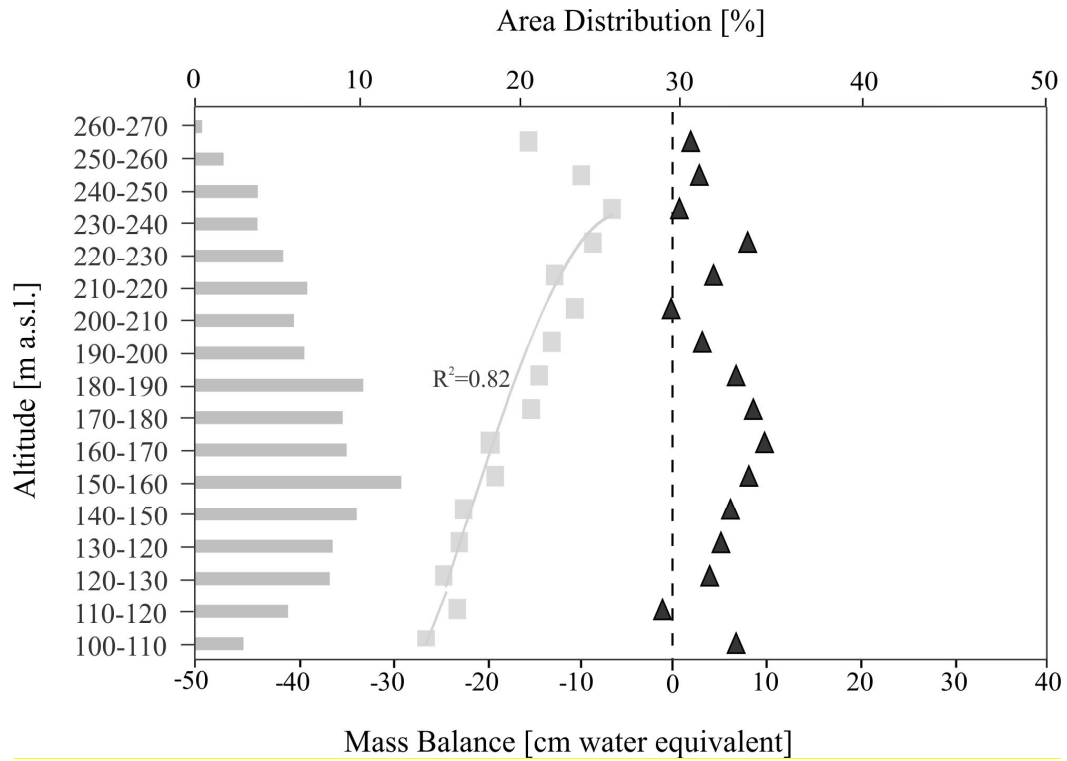 Area Distribution [%]
0 10 20 30 40 50
260-270
250-260
240-250
230-240
220-230
210-220
200-210
190-200
180-190
170-180
160-170
150-160
140-150
130-120
120-130
110-120
100-110
Altitude [m a.s.l.]
R²=0.82
-50 -40 -30 -20 -10 0 10 20 30 40
Mass Balance [cm water equivalent]